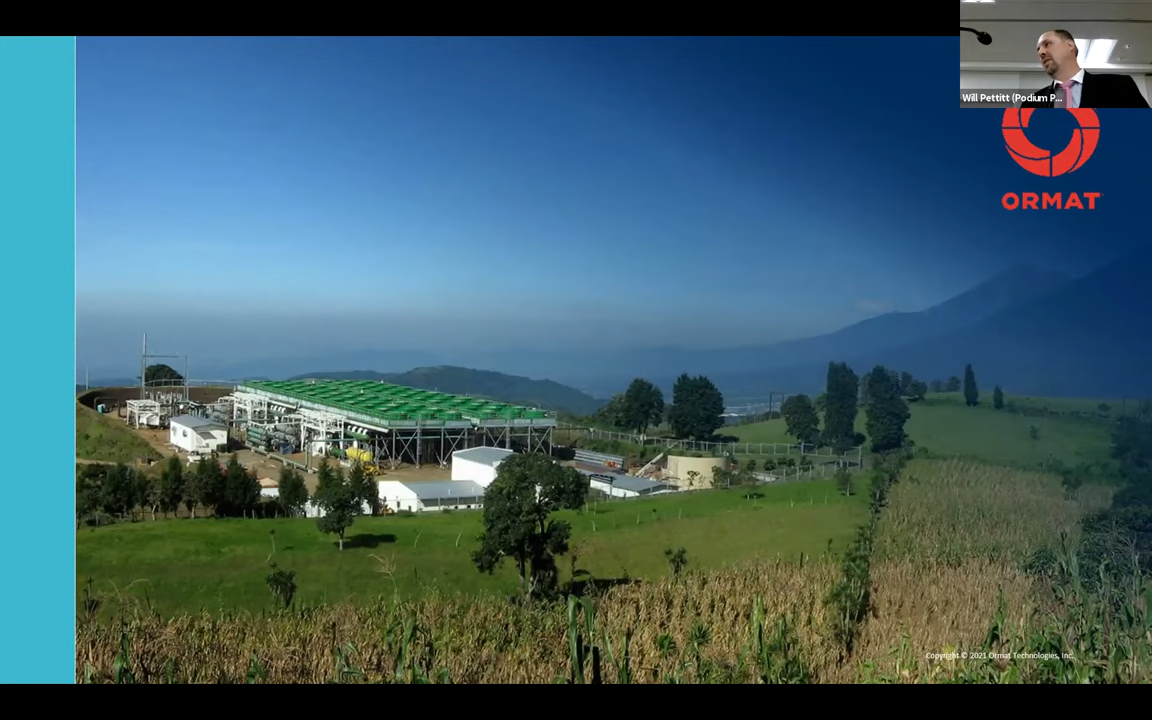 Will Pettitt (Podium P...
ORMAT
Copyright © 2021 Ormat Technologies, Inc.